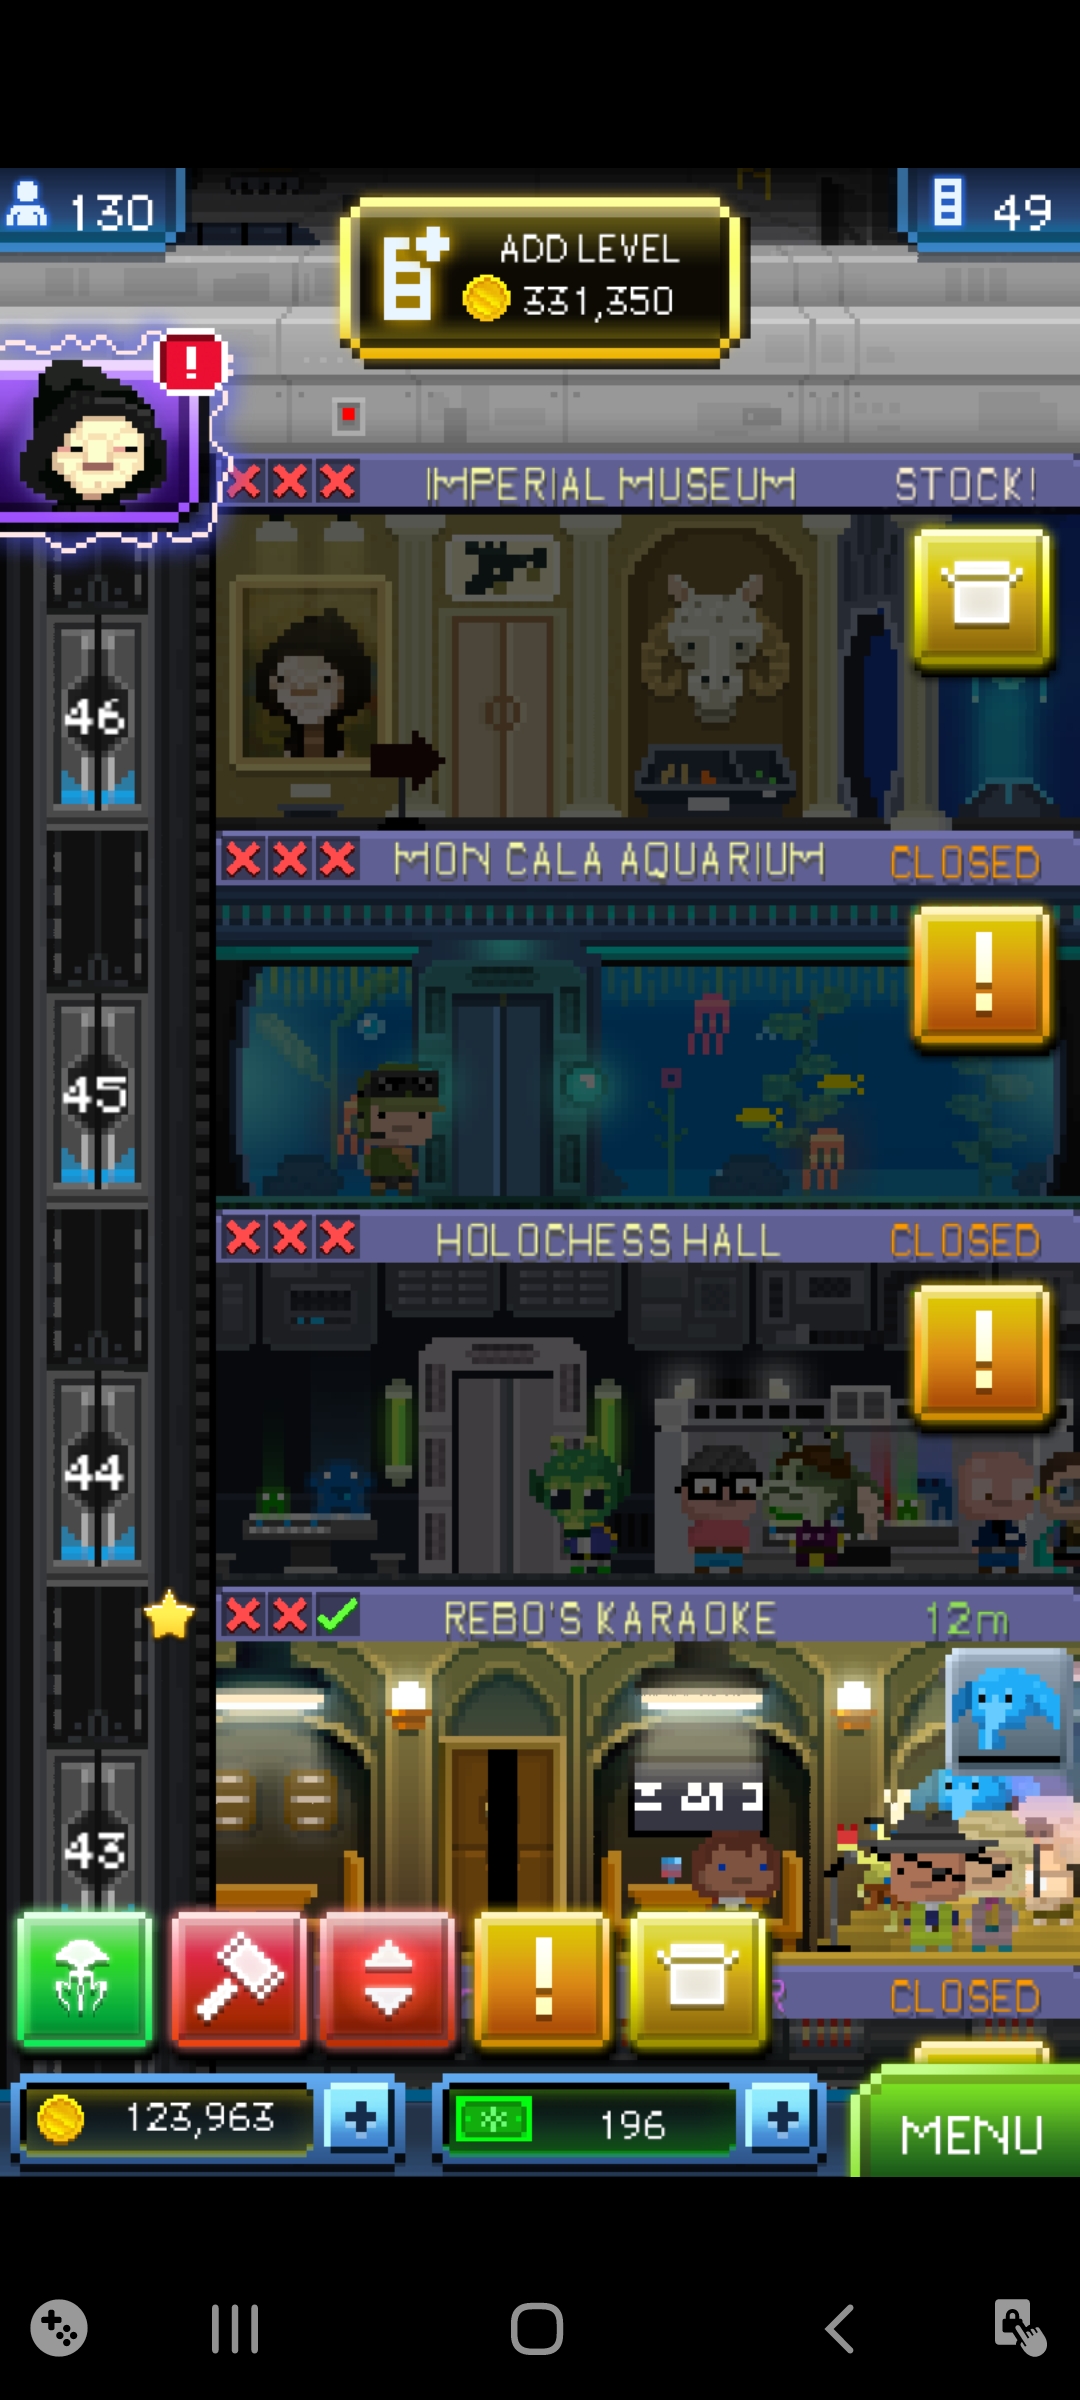 130
ADD LEVEL
331,350
49
IMPERIAL MUSEUM STOCK!
46
MON CALA AQUARIUM CLOSED
45
HOLOCHESS HALL CLOSED
44
REBO'S KARAOKE 12m
43
CLOSED
123,963
196
MENU